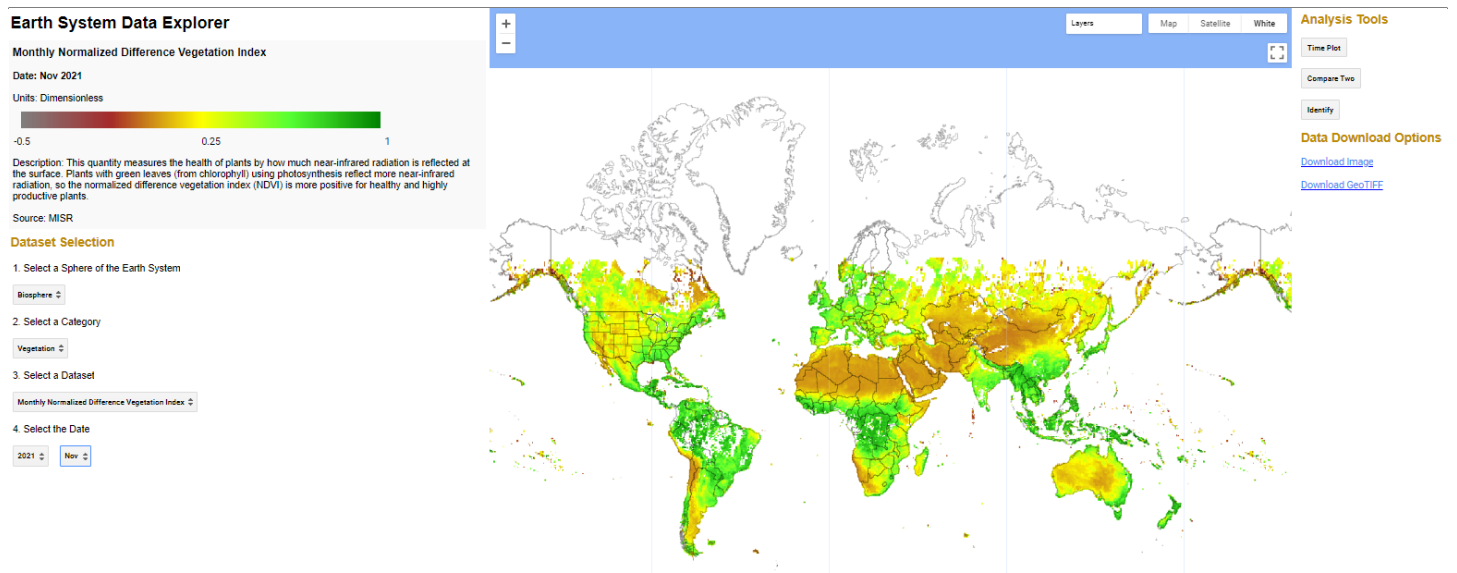 Earth System Data Explorer
Monthly Normalized Difference Vegetation Index
Date: Nov 2021
Units: Dimensionless
-0.5 0.25 1
Description: This quantity measures the health of plants by how much near-infrared radiation is reflected at
the surface. Plants with green leaves (from chlorophyll) using photosynthesis reflect more near-infrared
radiation, so the normalized difference vegetation index (NDVI) is more positive for healthy and highly
productive plants.
Source: MISR
Dataset Selection
1. Select a Sphere of the Earth System
Biosphere
2. Select a Category
Vegetation
3. Select a Dataset
Monthly Normalized Difference Vegetation Index
4. Select the Date
2021 Nov
+
−
Layers
Map Satellite White
Analysis Tools
Time Plot
Compare Two
Identify
Data Download Options
Download Image
Download GeoTIFF